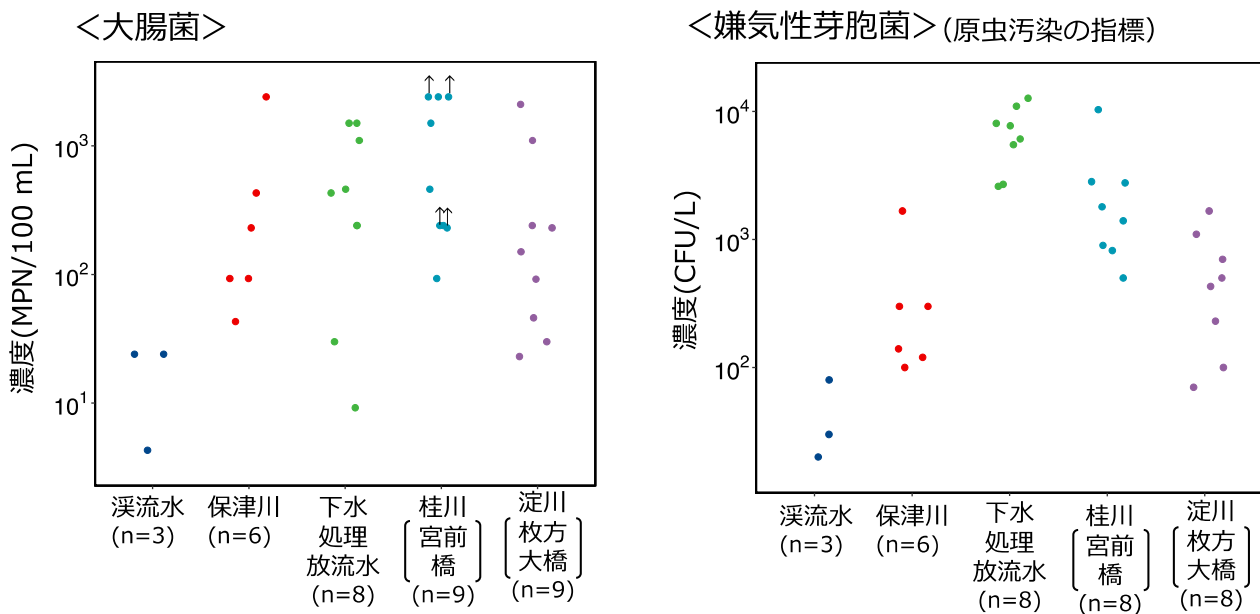 ＜大腸菌＞
濃度(MPN/100 mL)
10³
10²
10¹
渓流水
(n=3)
保津川
(n=6)
下水
処理
放流水
(n=8)
桂川
宮前
橋
(n=9)
淀川
枚方
大橋
(n=9)
＜嫌気性芽胞菌＞(原虫汚染の指標)
濃度(CFU/L)
10⁴
10³
10²
渓流水
(n=3)
保津川
(n=6)
下水
処理
放流水
(n=8)
桂川
宮前
橋
(n=8)
淀川
枚方
大橋
(n=8)